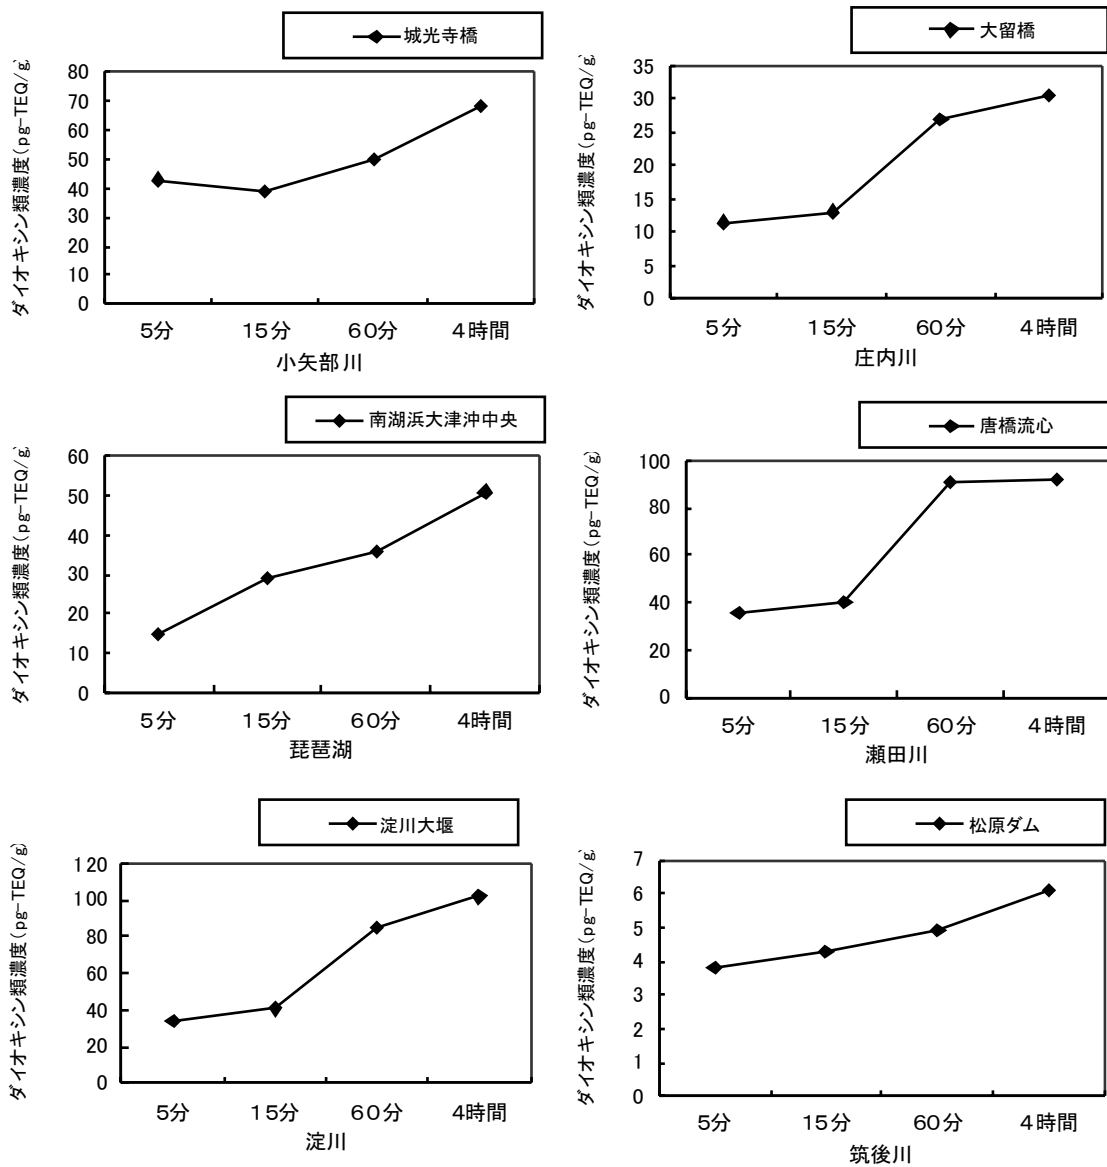 城光寺橋
ダイオキシン類濃度(pg-TEQ/g)
80
70
60
50
40
30
20
10
0
5分 15分 60分 4時間
小矢部川
大留橋
ダイオキシン類濃度(pg-TEQ/g)
35
30
25
20
15
10
5
0
5分 15分 60分 4時間
庄内川
南湖浜大津沖中央
ダイオキシン類濃度(pg-TEQ/g)
60
50
40
30
20
10
0
5分 15分 60分 4時間
琵琶湖
唐橋流心
ダイオキシン類濃度(pg-TEQ/g)
100
80
60
40
20
0
5分 15分 60分 4時間
瀬田川
淀川大堰
ダイオキシン類濃度(pg-TEQ/g)
120
100
80
60
40
20
0
5分 15分 60分 4時間
淀川
松原ダム
ダイオキシン類濃度(pg-TEQ/g)
7
6
5
4
3
2
1
0
5分 15分 60分 4時間
筑後川